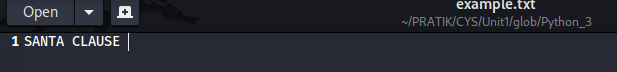 Open example.txt
~/PRATIK/CYS/Unit1/glob/Python_3
1 SANTA CLAUSE